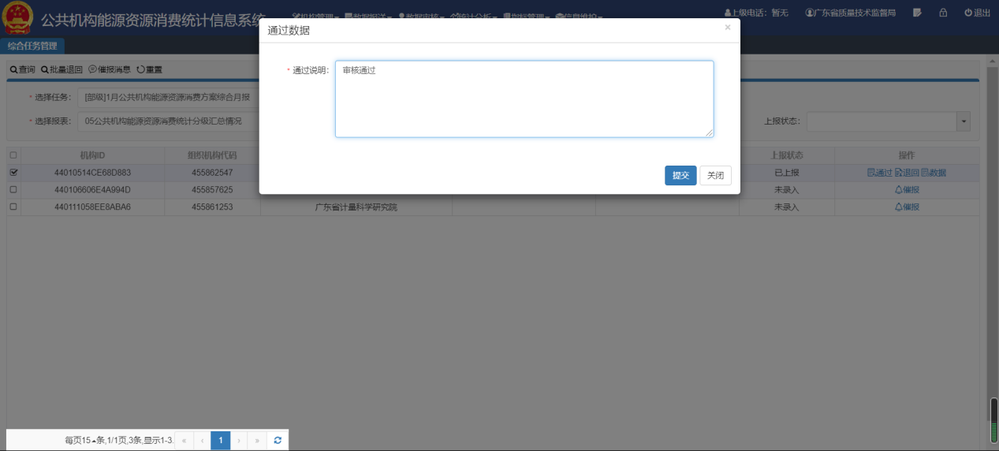 公共机构能源资源消费统计信息系统
机构管理 数据报送 数据审核 统计分析 指标管理 信息维护
上级电话：暂无 广东省质量技术监督局 退出
综合任务管理
通过数据 ×
查询 批量退回 催报消息 重置
* 通过说明： 审核通过
* 选择任务： [部级]1月公共机构能源资源消费方案综合月报
* 选择报表： 05公共机构能源资源消费统计分级汇总情况
上报状态：
提交 关闭
机构ID 组织机构代码 上报状态 操作
44010514CE68D883 455862547 已上报 通过 退回 数据
440106606E4A994D 455857625 未录入 催报
440111058EE8ABA6 455861253 广东省计量科学研究院 未录入 催报
每页15条,1/1页,3条,显示1-3. « ‹ 1 › »